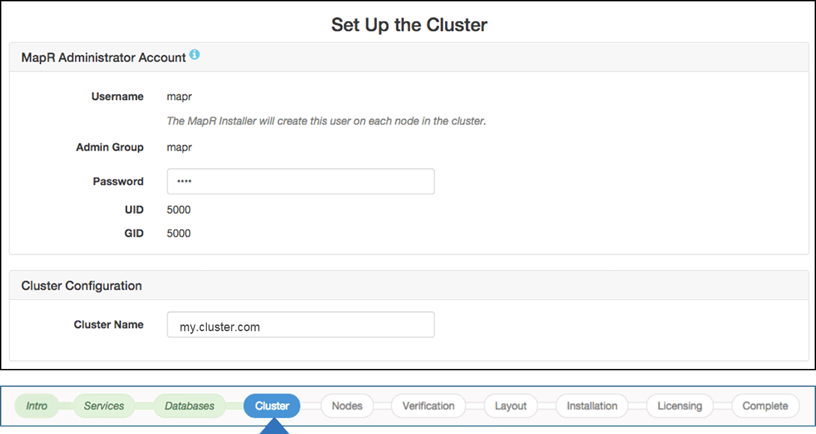 Set Up the Cluster
MapR Administrator Account
Username mapr
The MapR Installer will create this user on each node in the cluster.
Admin Group mapr
Password ••••
UID 5000
GID 5000
Cluster Configuration
Cluster Name my.cluster.com
Intro Services Databases Cluster Nodes Verification Layout Installation Licensing Complete